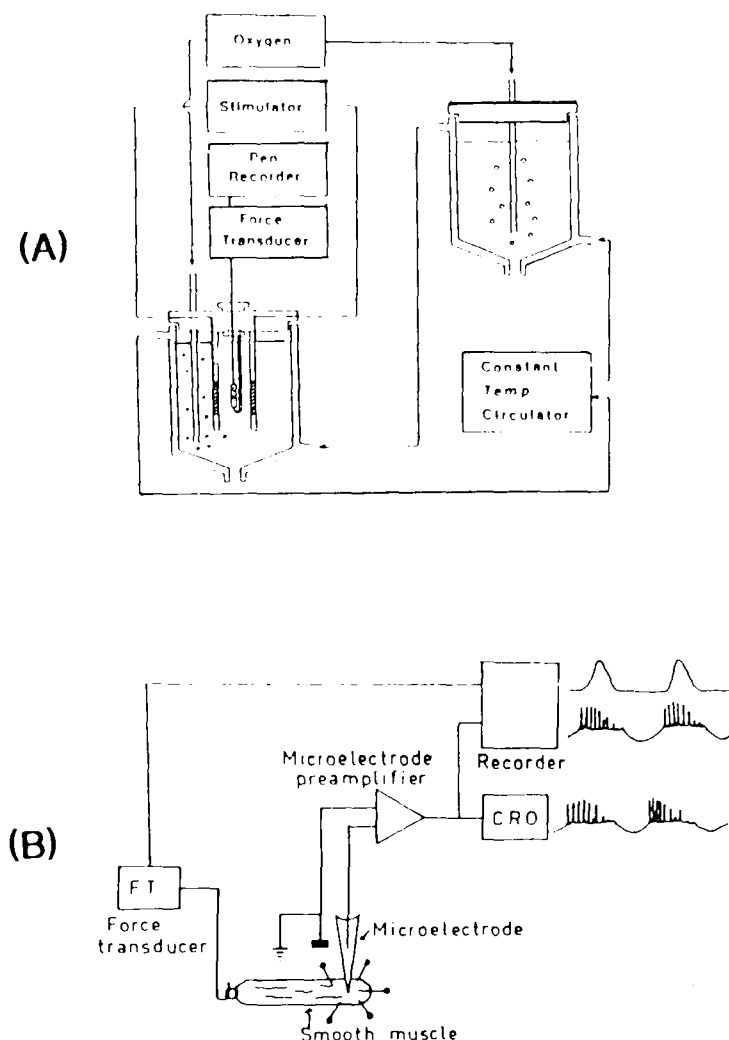 Oxygen
Stimulator
Pen
Recorder
Force
Transducer
(A)
Constant
Temp
Circulator
Microelectrode
preamplifier
Recorder
CRO
(B)
FT
Force
transducer
Microelectrode
Smooth muscle